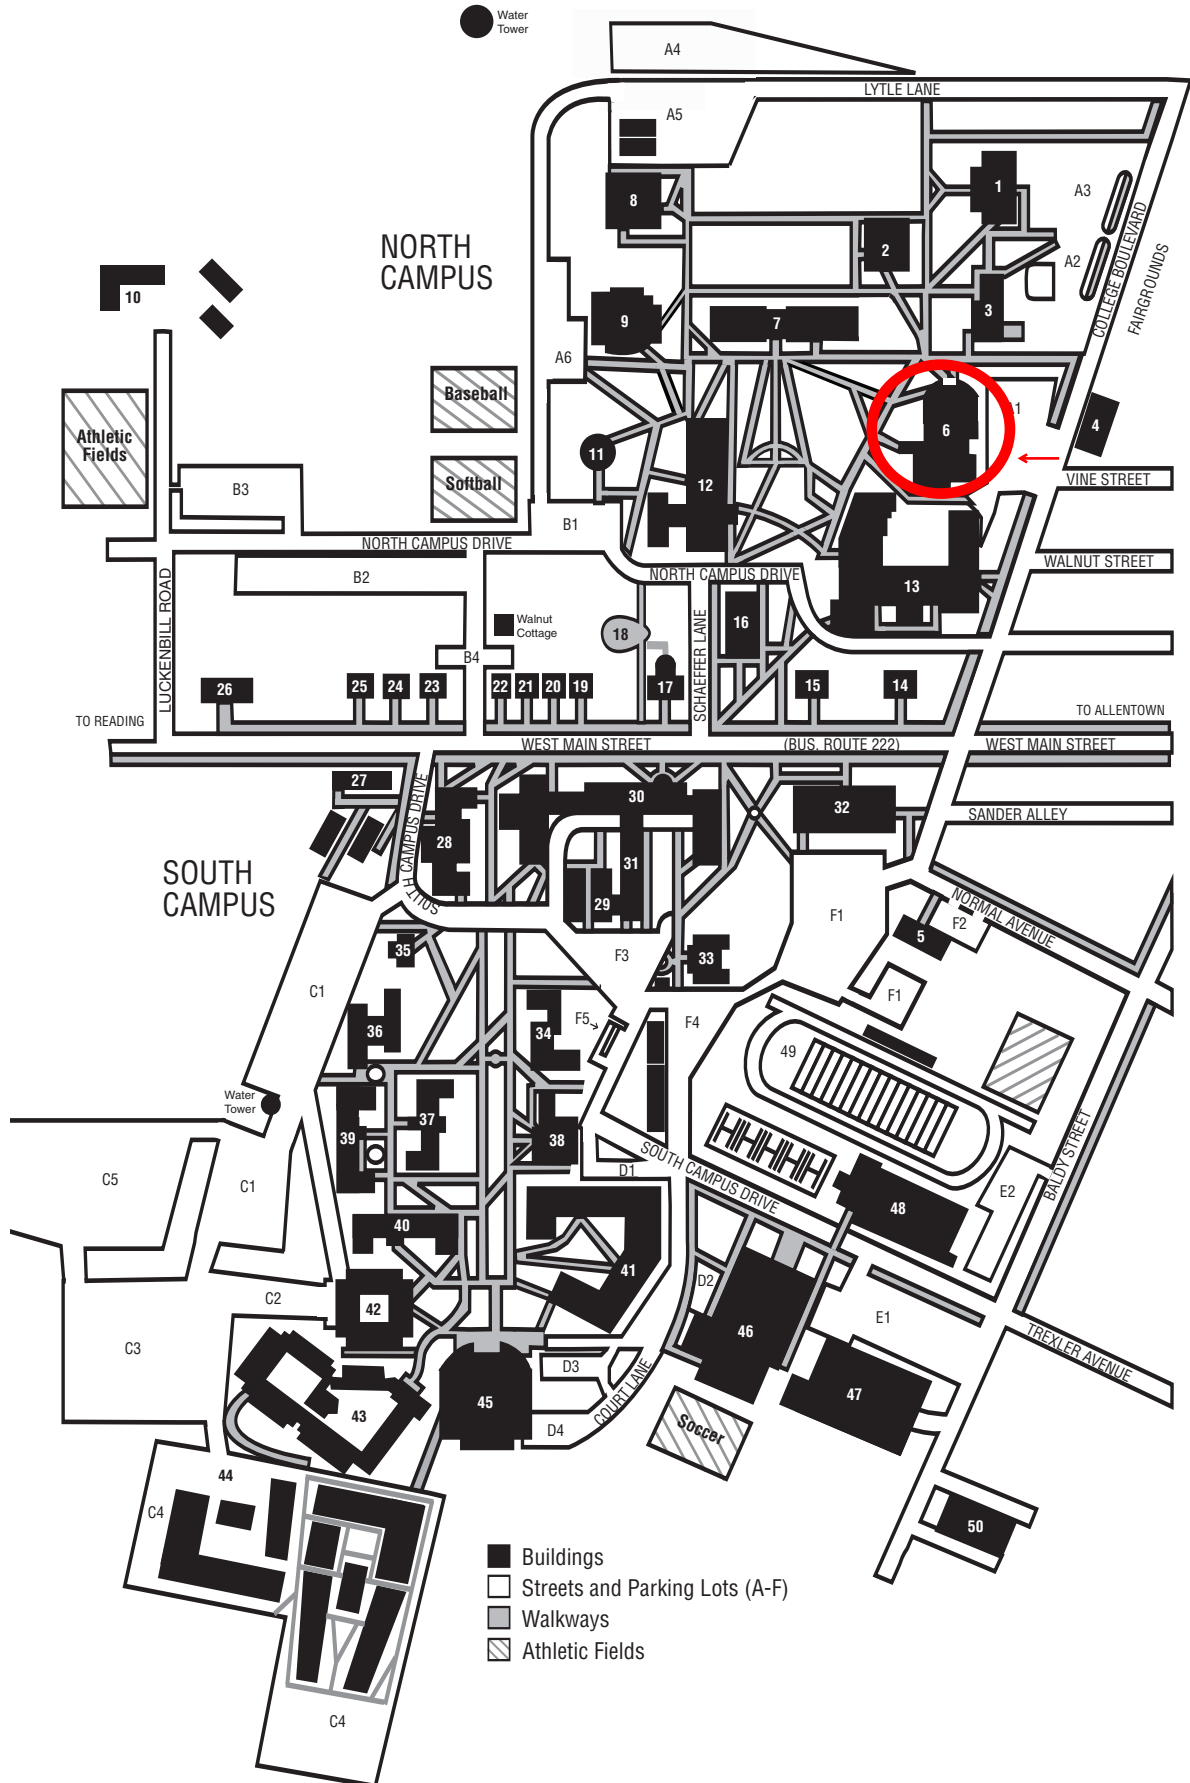 Water
Tower
A4
LYTLE LANE
A5
1
A3
8
NORTH
CAMPUS
2
A2
COLLEGE BOULEVARD
FAIRGROUNDS
10
3
9
7
A6
Baseball
A1
4
6
Athletic
Fields
11
Softball
12
VINE STREET
B3
B1
NORTH CAMPUS DRIVE
WALNUT STREET
B2
NORTH CAMPUS DRIVE
13
LUCKENBILL ROAD
SCHAEFFER LANE
16
Walnut
Cottage
18
B4
26
25
24
23
22
21
20
19
17
15
14
TO READING
TO ALLENTOWN
WEST MAIN STREET
(BUS. ROUTE 222)
WEST MAIN STREET
27
30
32
SANDER ALLEY
SOUTH CAMPUS DRIVE
28
31
SOUTH
CAMPUS
29
F1
F2
NORMAL AVENUE
5
35
F3
33
C1
F1
36
34
F5
F4
49
Water
Tower
37
39
38
BALDY STREET
SOUTH CAMPUS DRIVE
D1
C5
C1
E2
48
40
41
D2
C2
42
46
E1
C3
TREXLER AVENUE
D3
COURT LANE
47
45
43
D4
Soccer
44
C4
50
Buildings
Streets and Parking Lots (A-F)
Walkways
Athletic Fields
C4